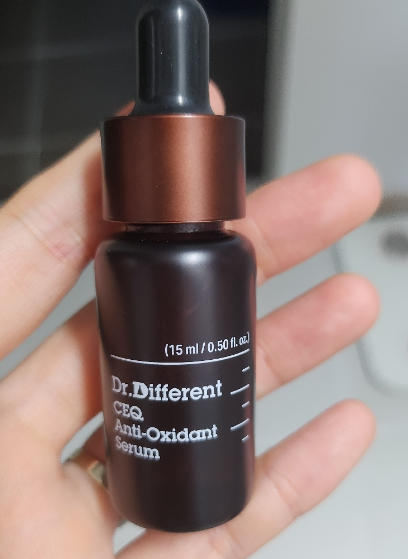 (15 ml / 0.50 fl. oz.)
Dr.Different
CEQ
Anti-Oxidant
Serum